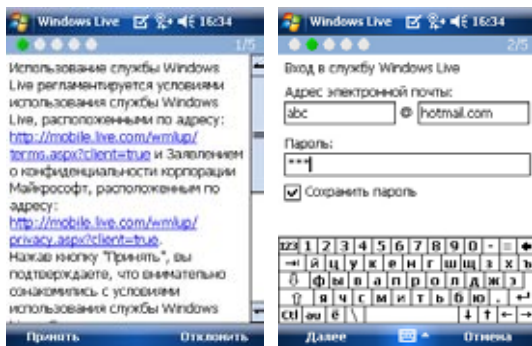 Windows Live 16:34
1/5
Использование службы Windows
Live регламентируется условиями
использования службы Windows
Live, расположенными по адресу:
http://mobile.live.com/wmlup/
terms.aspx?client=true и Заявлением
о конфиденциальности корпорации
Майкрософт, расположенным по
адресу:
http://mobile.live.com/wmlup/
privacy.aspx?client=true.
Нажав кнопку "Принять", вы
подтверждаете, что внимательно
ознакомились с условиями
использования службы Windows
Принять Отклонить
Windows Live 16:34
2/5
Вход в службу Windows Live
Адрес электронной почты:
abc @ hotmail.com
Пароль:
***
Сохранить пароль
123 1 2 3 4 5 6 7 8 9 0 - =
й ц у к е н г ш щ з х ъ
ф ы в а п р о л д ж э
я ч с м и т ь б ю .
Ctl ац ё \
Далее Отмена